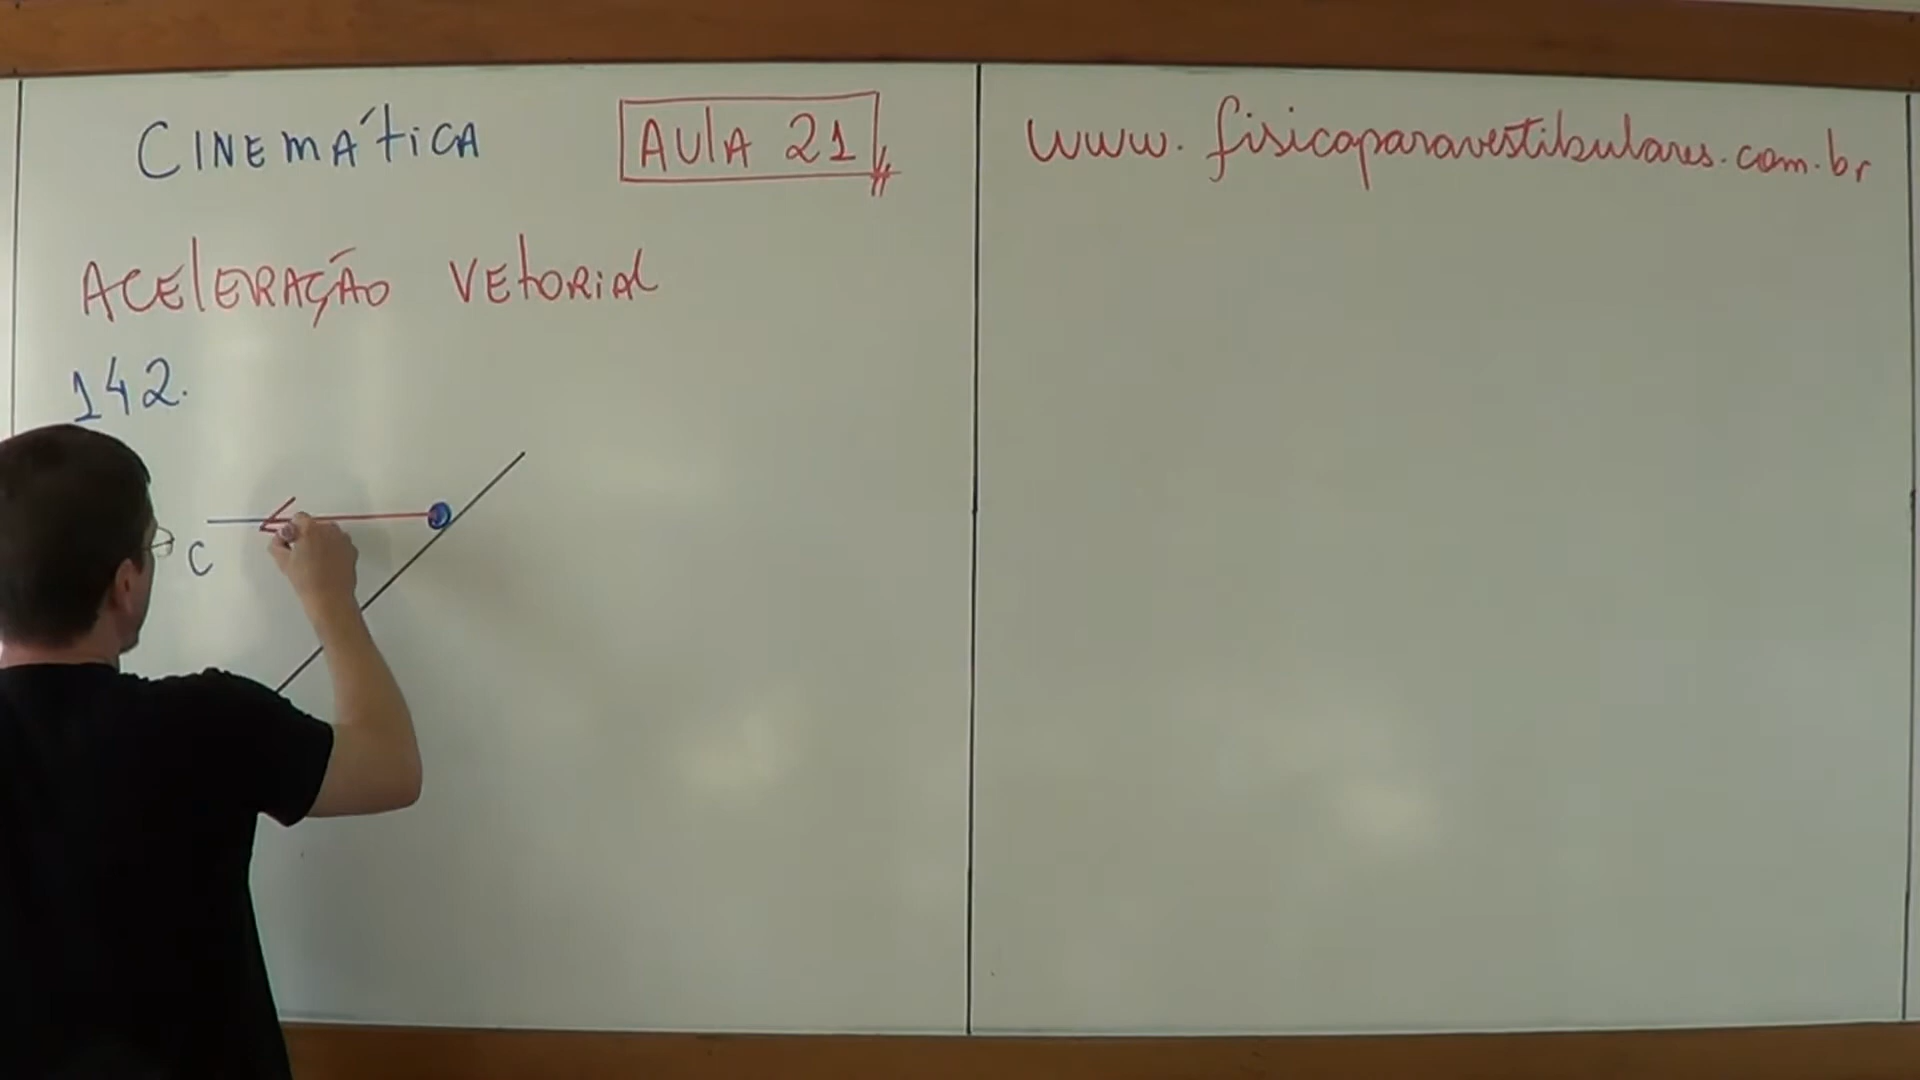 CINEMÁTICA
AULA 21
www.fisicaparavestibulares.com.br
ACELERAÇÃO VETORIAL
142.
C